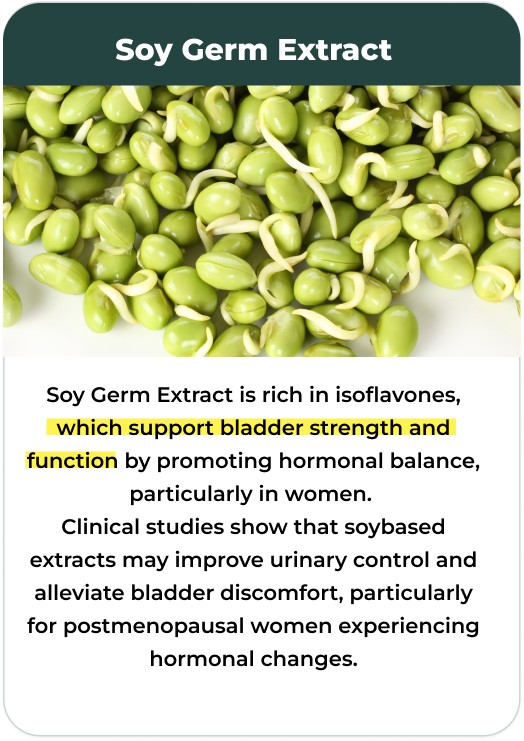 Soy Germ Extract
Soy Germ Extract is rich in isoflavones,
which support bladder strength and
function by promoting hormonal balance,
particularly in women.
Clinical studies show that soybased
extracts may improve urinary control and
alleviate bladder discomfort, particularly
for postmenopausal women experiencing
hormonal changes.